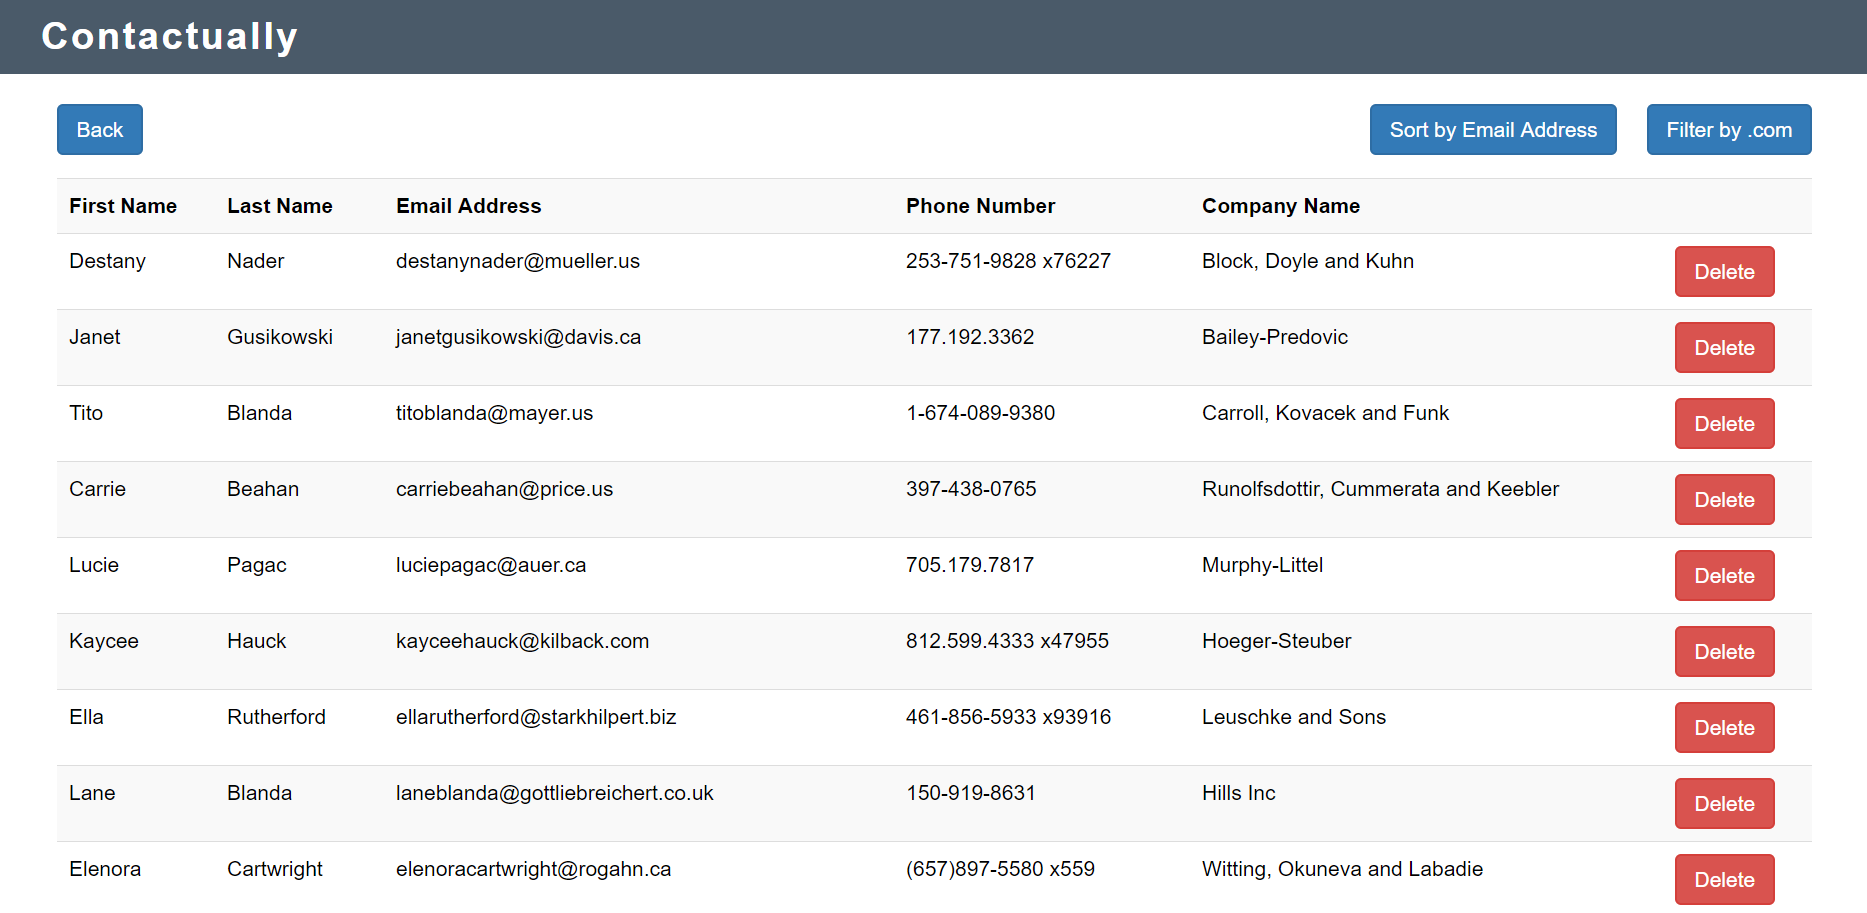 Contactually
Back Sort by Email Address Filter by .com
First Name Last Name Email Address Phone Number Company Name
Destany Nader destanynader@mueller.us 253-751-9828 x76227 Block, Doyle and Kuhn Delete
Janet Gusikowski janetgusikowski@davis.ca 177.192.3362 Bailey-Predovic Delete
Tito Blanda titoblanda@mayer.us 1-674-089-9380 Carroll, Kovacek and Funk Delete
Carrie Beahan carriebeahan@price.us 397-438-0765 Runolfsdottir, Cummerata and Keebler Delete
Lucie Pagac luciepagac@auer.ca 705.179.7817 Murphy-Littel Delete
Kaycee Hauck kayceehauck@kilback.com 812.599.4333 x47955 Hoeger-Steuber Delete
Ella Rutherford ellarutherford@starkhilpert.biz 461-856-5933 x93916 Leuschke and Sons Delete
Lane Blanda laneblanda@gottliebreichert.co.uk 150-919-8631 Hills Inc Delete
Elenora Cartwright elenoracartwright@rogahn.ca (657)897-5580 x559 Witting, Okuneva and Labadie Delete